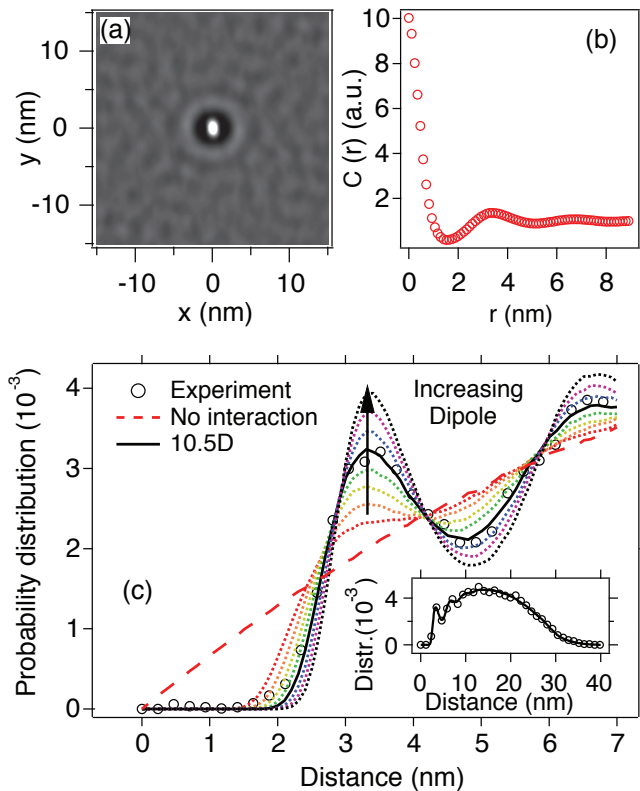 (a)
15
0
-10
y (nm)
-10
0
10
x (nm)
(b)
10
8
6
4
2
C (r) (a.u.)
0
2
4
6
8
r (nm)
4
3
2
1
0
Probability distribution (10⁻³)
Experiment
No interaction
10.5D
Increasing
Dipole
(c)
4
0
Distr.(10⁻³)
0
10
20
30
40
Distance (nm)
0
1
2
3
4
5
6
7
Distance (nm)